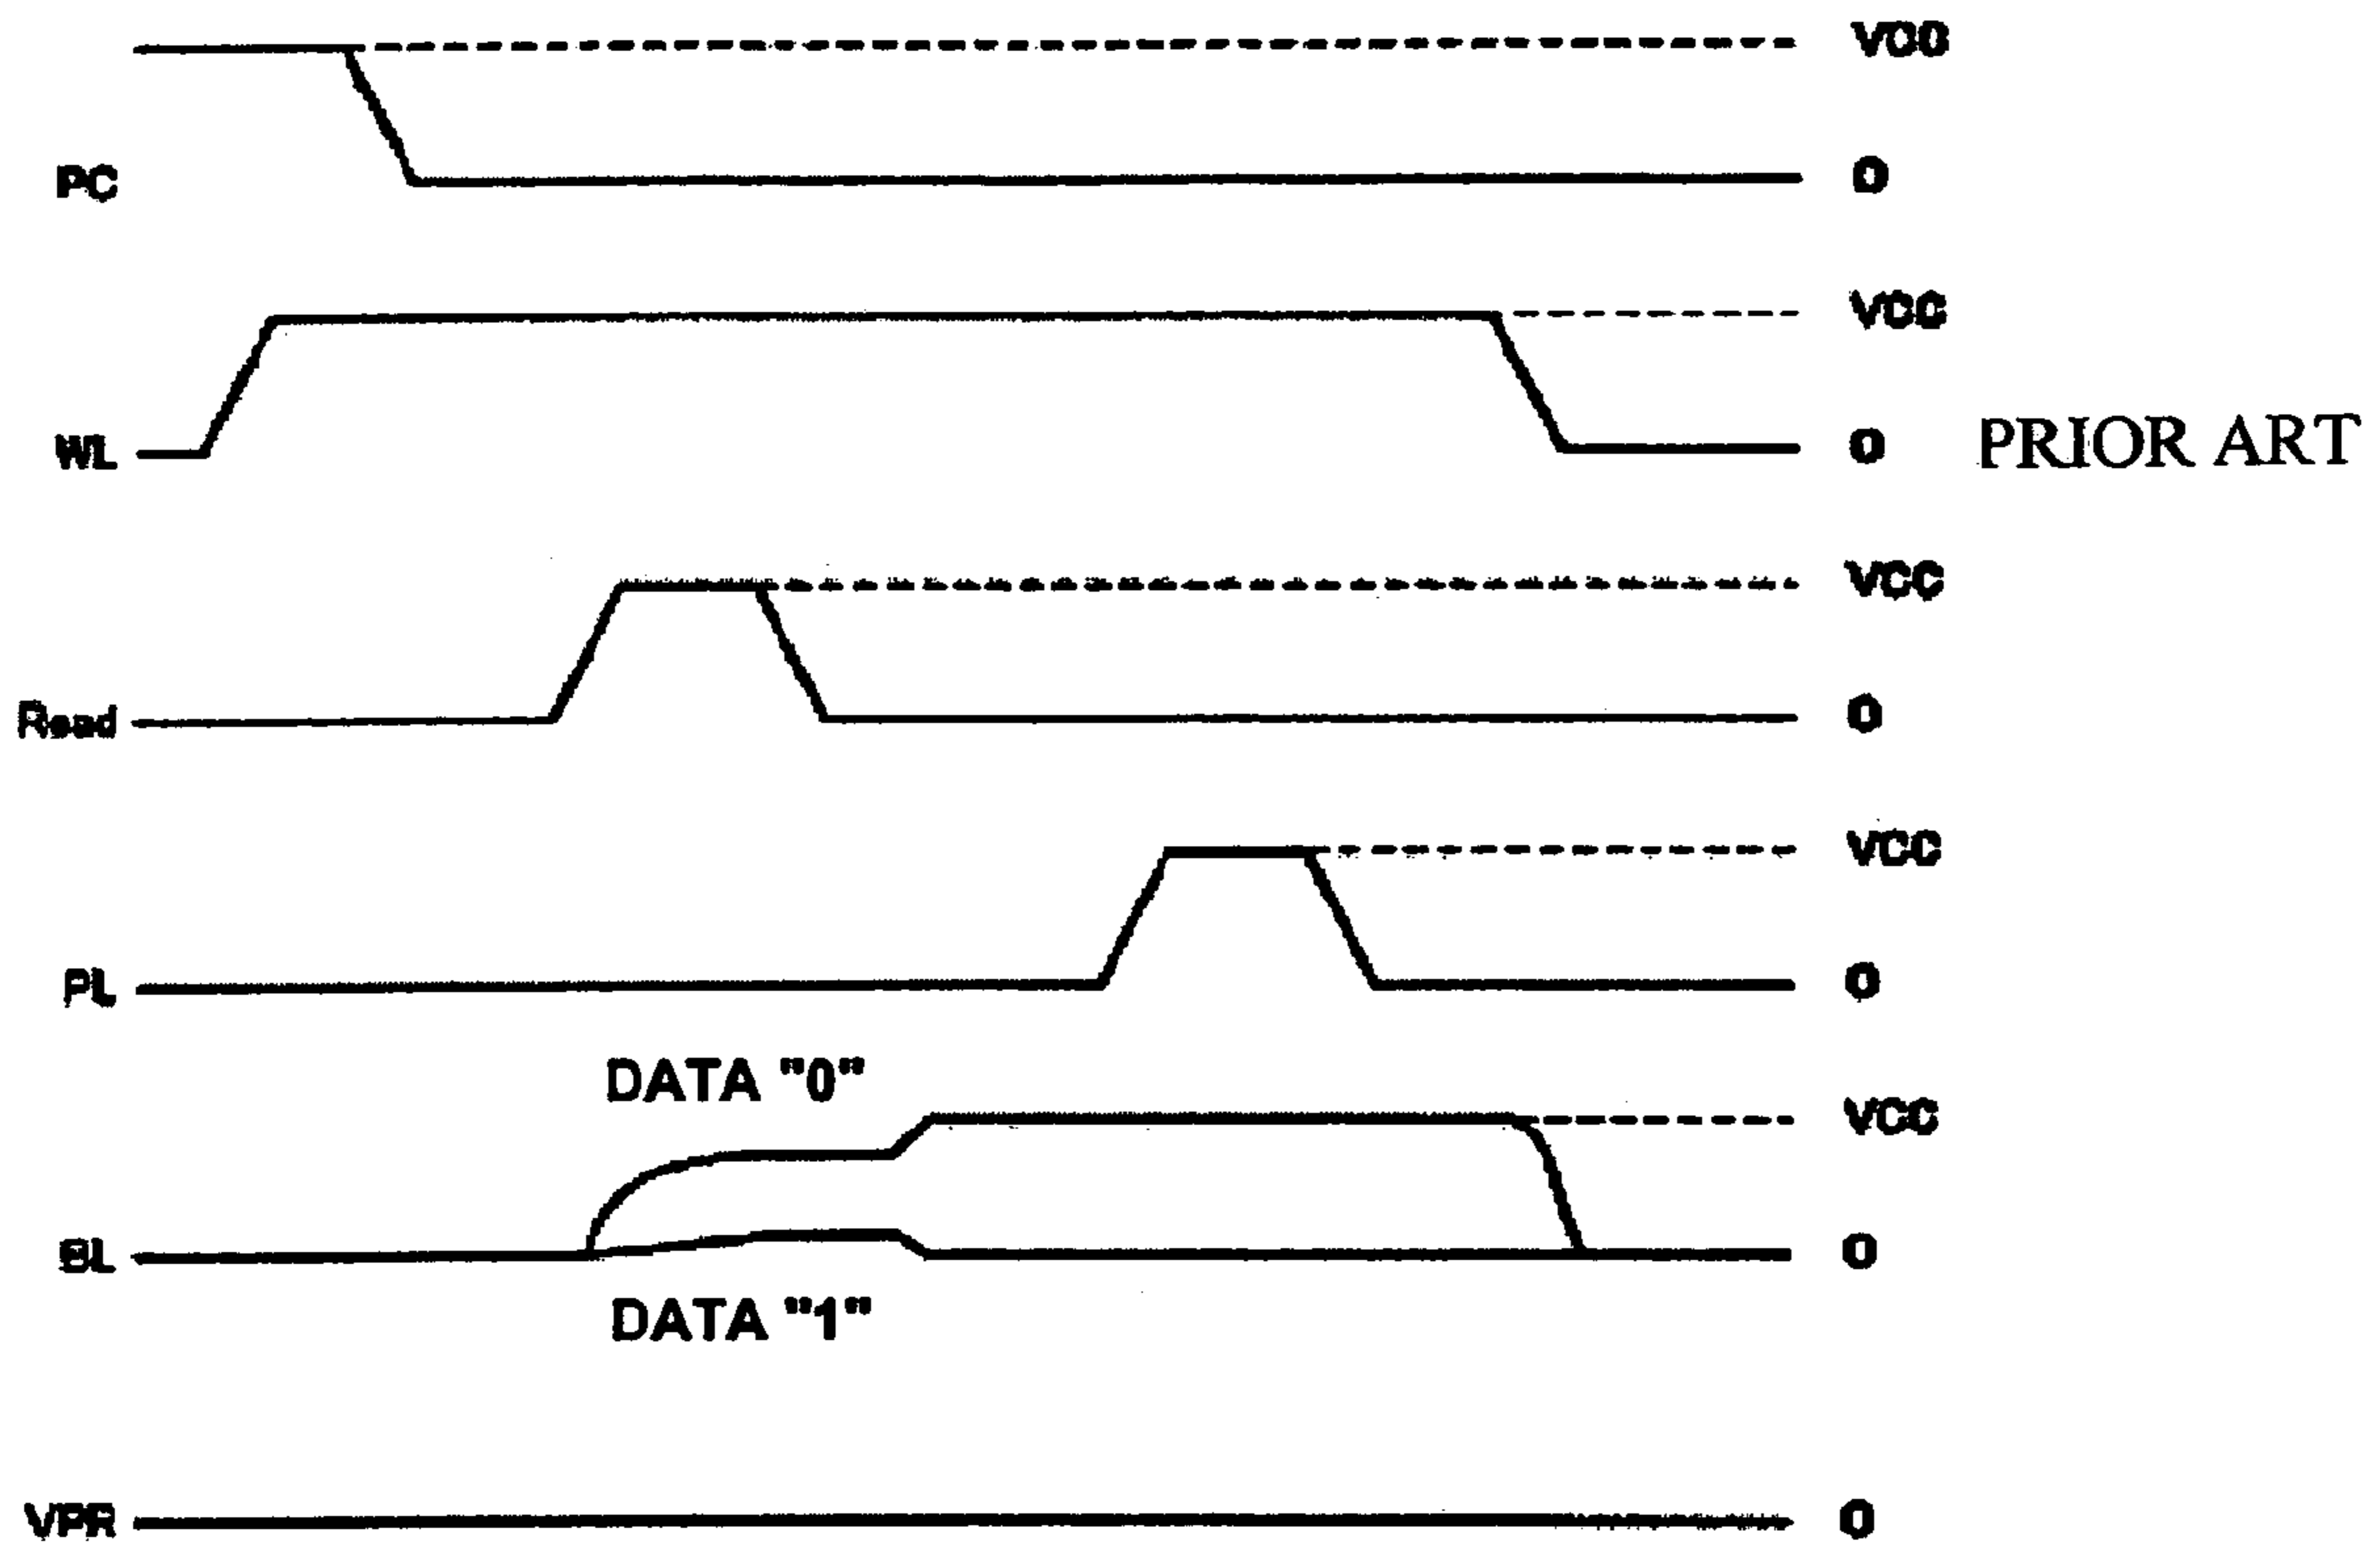 VCC
PC 0
VCC
WL 0 PRIOR ART
VCC
Read 0
VCC
PL 0
DATA "0"
VCC
BL 0
DATA "1"
VPR 0